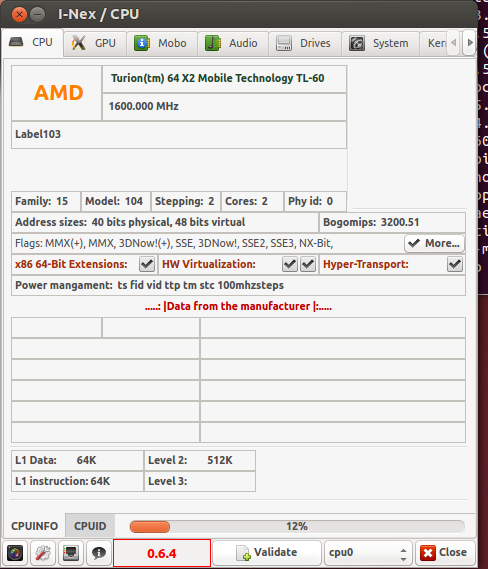 I-Nex / CPU
CPU GPU Mobo Audio Drives System Ker
AMD
Turion(tm) 64 X2 Mobile Technology TL-60
1600.000 MHz
Label103
Family: 15 Model: 104 Stepping: 2 Cores: 2 Phy id: 0
Address sizes: 40 bits physical, 48 bits virtual Bogomips: 3200.51
Flags: MMX(+), MMX, 3DNow!(+), SSE, 3DNow!, SSE2, SSE3, NX-Bit, More...
x86 64-Bit Extensions: HW Virtualization: Hyper-Transport:
Power mangament: ts fid vid ttp tm stc 100mhzsteps
.....: |Data from the manufacturer |:.....
L1 Data: 64K Level 2: 512K
L1 instruction: 64K Level 3:
CPUINFO CPUID 12%
0.6.4 Validate cpu0 Close